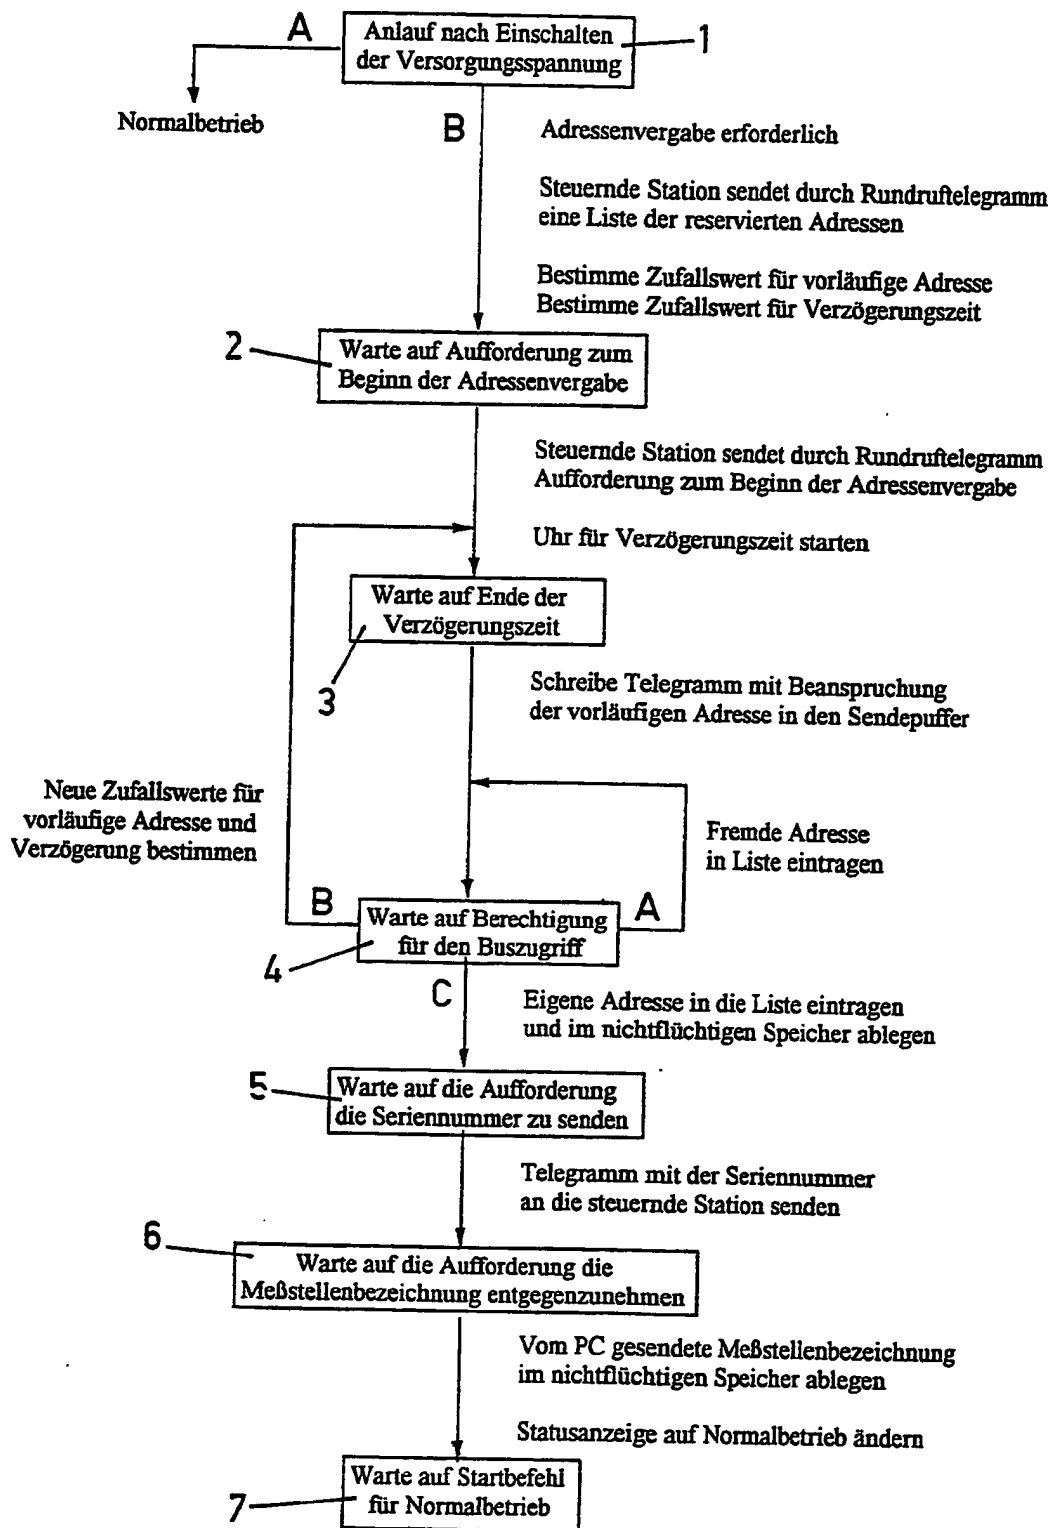 A
Anlauf nach Einschalten
der Versorgungsspannung
1
Normalbetrieb
B
Adressenvergabe erforderlich
Steuernde Station sendet durch Rundruftelegramm
eine Liste der reservierten Adressen
Bestimme Zufallswert für vorläufige Adresse
Bestimme Zufallswert für Verzögerungszeit
2
Warte auf Aufforderung zum
Beginn der Adressenvergabe
Steuernde Station sendet durch Rundruftelegramm
Aufforderung zum Beginn der Adressenvergabe
Uhr für Verzögerungszeit starten
Warte auf Ende der
Verzögerungszeit
3
Schreibe Telegramm mit Beanspruchung
der vorläufigen Adresse in den Sendepuffer
Neue Zufallswerte für
vorläufige Adresse und
Verzögerung bestimmen
Fremde Adresse
in Liste eintragen
B
Warte auf Berechtigung
für den Buszugriff
A
4
C
Eigene Adresse in die Liste eintragen
und im nichtflüchtigen Speicher ablegen
5
Warte auf die Aufforderung
die Seriennummer zu senden
Telegramm mit der Seriennummer
an die steuernde Station senden
6
Warte auf die Aufforderung die
Meßstellenbezeichnung entgegenzunehmen
Vom PC gesendete Meßstellenbezeichnung
im nichtflüchtigen Speicher ablegen
Statusanzeige auf Normalbetrieb ändern
Warte auf Startbefehl
für Normalbetrieb
7